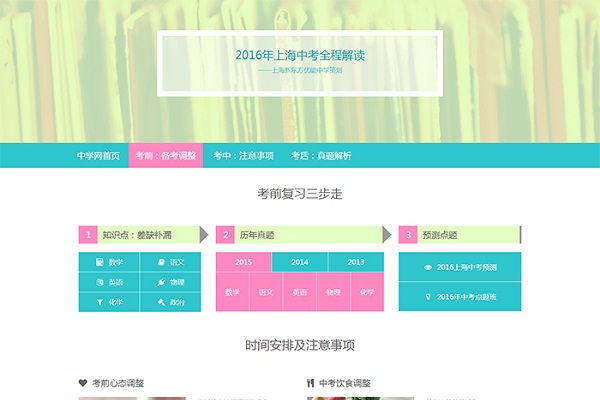 2016年上海中考全程解读
——上海新东方优能中学策划
中学网首页 考前：备考调整 考中：注意事项 考后：真题解析
考前复习三步走
1 知识点：差缺补漏 2 历年真题 3 预测点题
数学 语文
英语 物理
化学 政治
2015 2014 2013
数学 语文 英语 物理 化学
2016上海中考预测
2016年中考点题班
时间安排及注意事项
考前心态调整 中考饮食调整